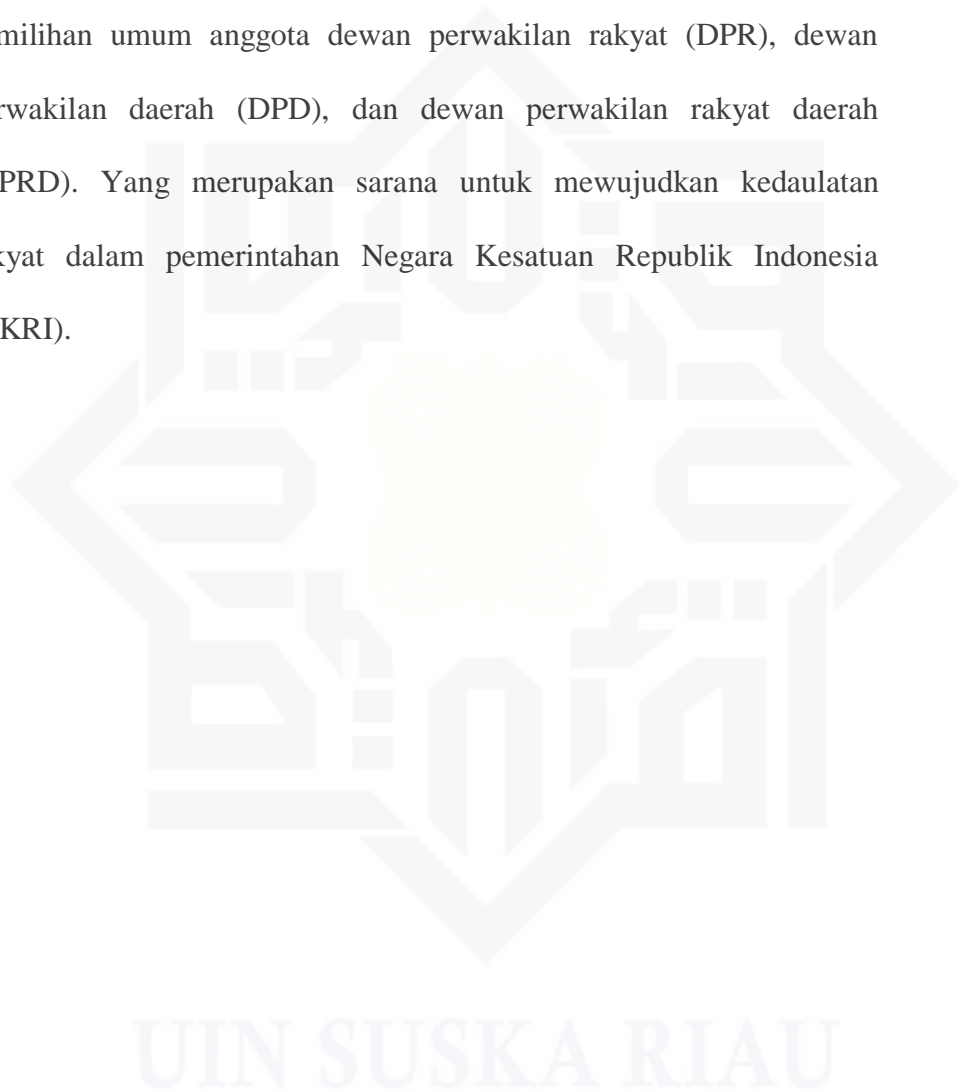 milihan umum anggota dewan perwakilan rakyat (DPR), dewan
rwakilan daerah (DPD), dan dewan perwakilan rakyat daerah
PRD). Yang merupakan sarana untuk mewujudkan kedaulatan
kyat dalam pemerintahan Negara Kesatuan Republik Indonesia
KRI).
UIN SUSKA RIAU